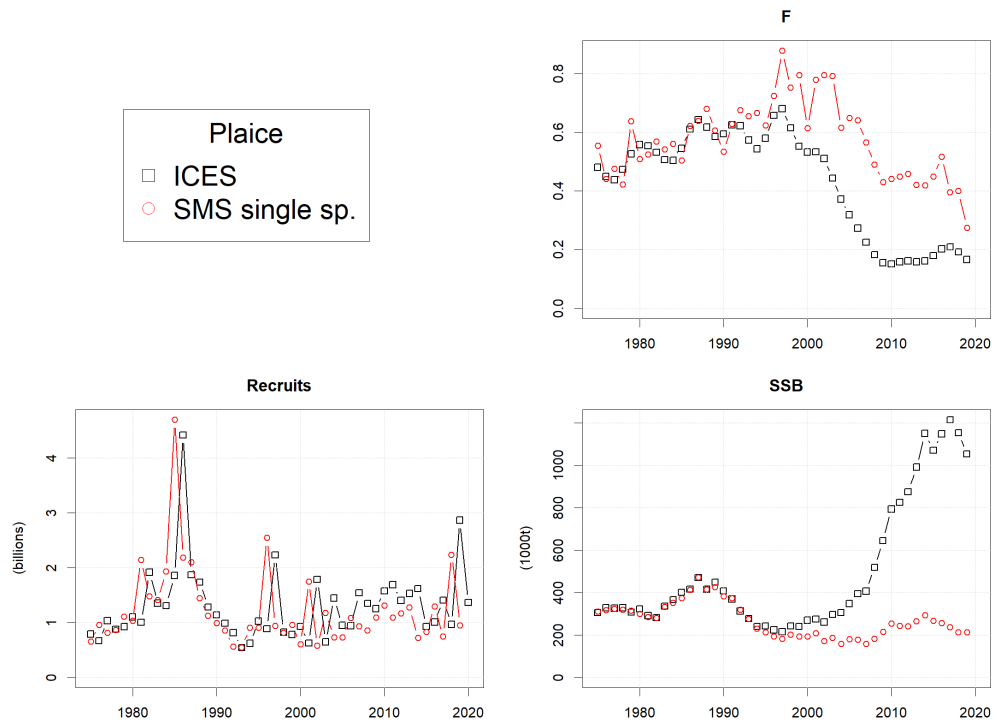 F
Plaice
ICES
SMS single sp.
0.0 0.2 0.4 0.6 0.8
1980 1990 2000 2010 2020
Recruits
(billions)
0 1 2 3 4
1980 1990 2000 2010 2020
SSB
(1000t)
0 200 400 600 800 1000
1980 1990 2000 2010 2020